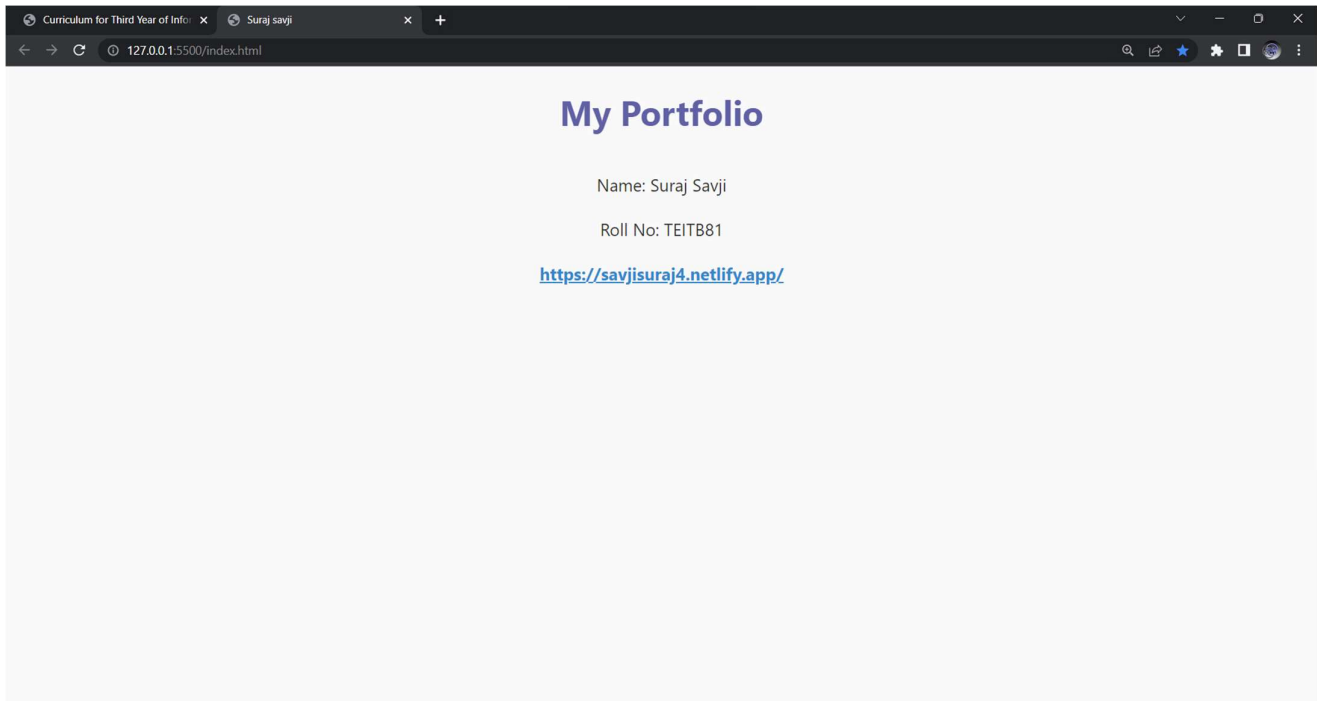 Curriculum for Third Year of Infor
Suraj savji
127.0.0.1:5500/index.html
My Portfolio
Name: Suraj Savji
Roll No: TEITB81
https://savjisuraj4.netlify.app/